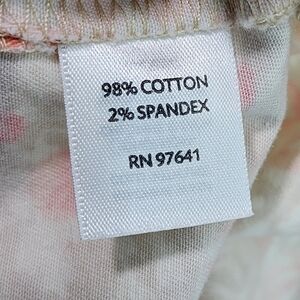 98% COTTON
2% SPANDEX
RN 97641